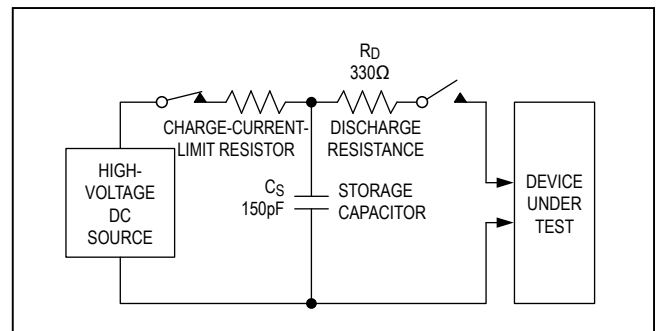 RD
330Ω
CHARGE-CURRENT-
LIMIT RESISTOR
DISCHARGE
RESISTANCE
HIGH-
VOLTAGE
DC
SOURCE
CS
150pF
STORAGE
CAPACITOR
DEVICE
UNDER
TEST